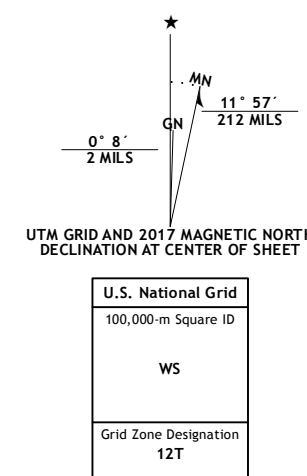 ★
MN
GN
11° 57´
212 MILS
0° 8´
2 MILS
UTM GRID AND 2017 MAGNETIC NORTH
DECLINATION AT CENTER OF SHEET
U.S. National Grid
100,000-m Square ID
WS
Grid Zone Designation
12T